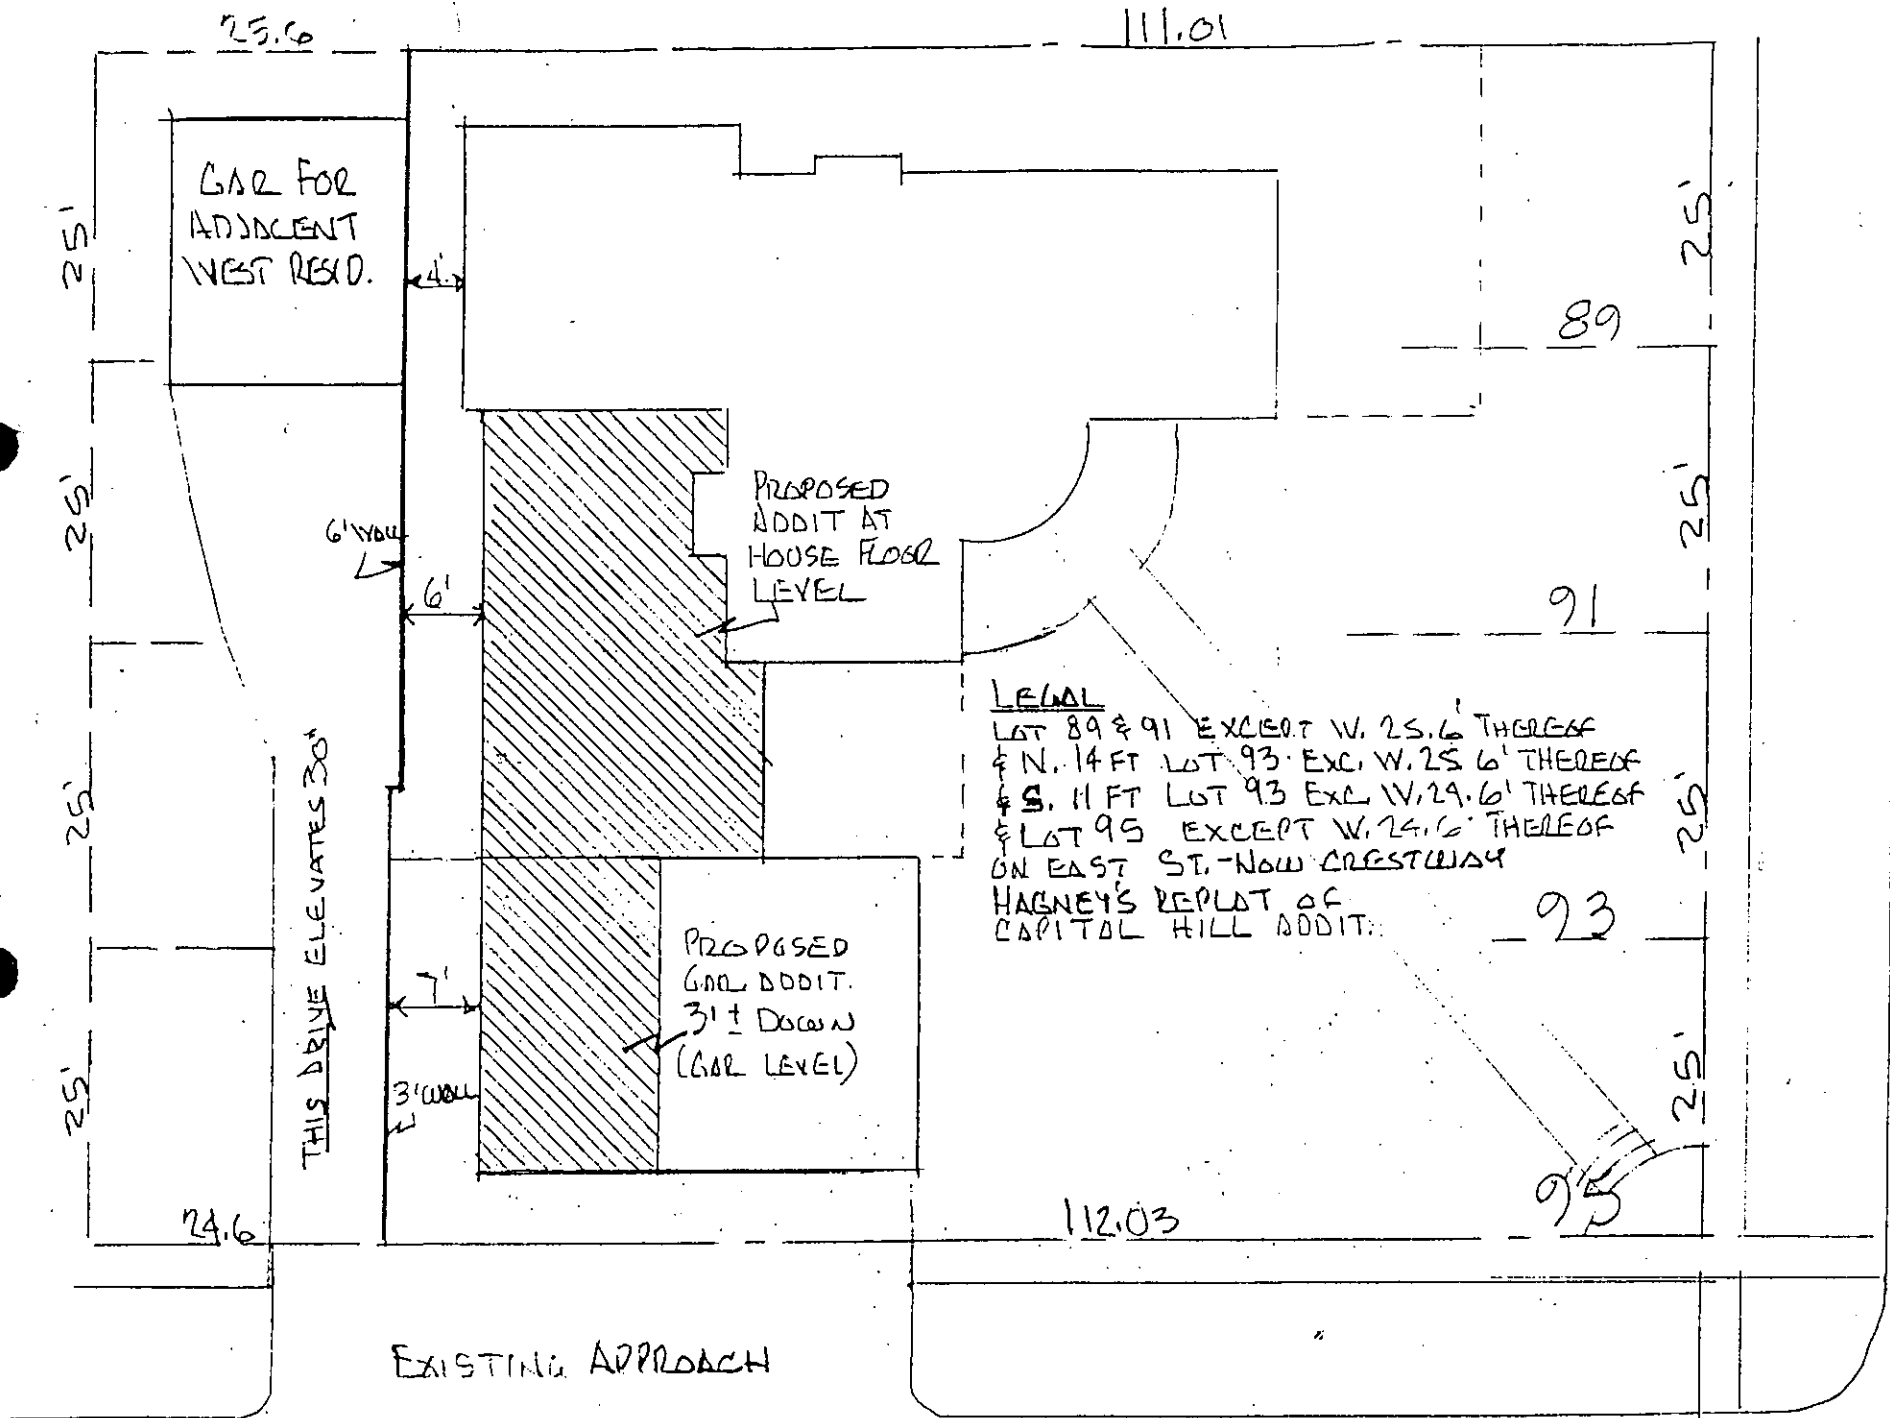 25.6
111.01
GAR FOR
ADJACENT
WEST RESID.
25'
25'
4'
89
PROPOSED
ADDIT AT
HOUSE FLOOR
LEVEL
25'
25'
6' WALL
6'
91
LEGAL
LOT 89 & 91 EXCEPT W. 25.6' THEREOF
& N. 14 FT LOT 93 EXC. W. 25 6' THEREOF
& S. 11 FT LOT 93 EXC. W. 24.6' THEREOF
& LOT 95 EXCEPT W. 24.6' THEREOF
ON EAST ST. - NOW CRESTWAY
HAGNEY'S REPLAT OF
CAPITAL HILL ADDIT.
25'
25'
THIS DRIVE ELEVATES 30"
93
PROPOSED
GAR ADDIT.
3' ± DOWN
(GAR LEVEL)
7'
3' WALL
25'
25'
95
24.6
112.03
EXISTING APPROACH